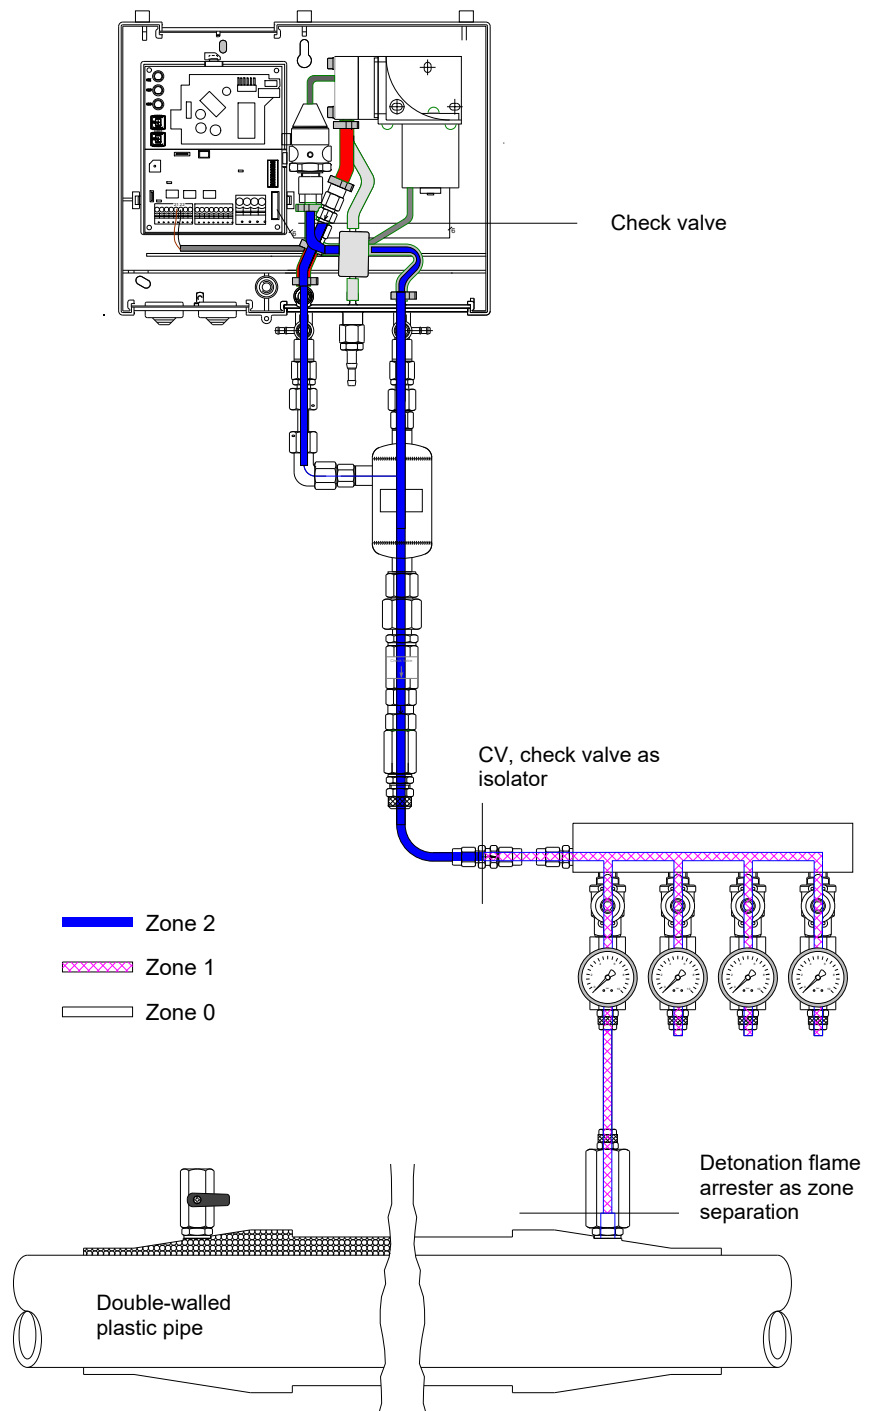 Check valve
CV, check valve as
isolator
Zone 2
Zone 1
Zone 0
Detonation flame
arrester as zone
separation
Double-walled
plastic pipe